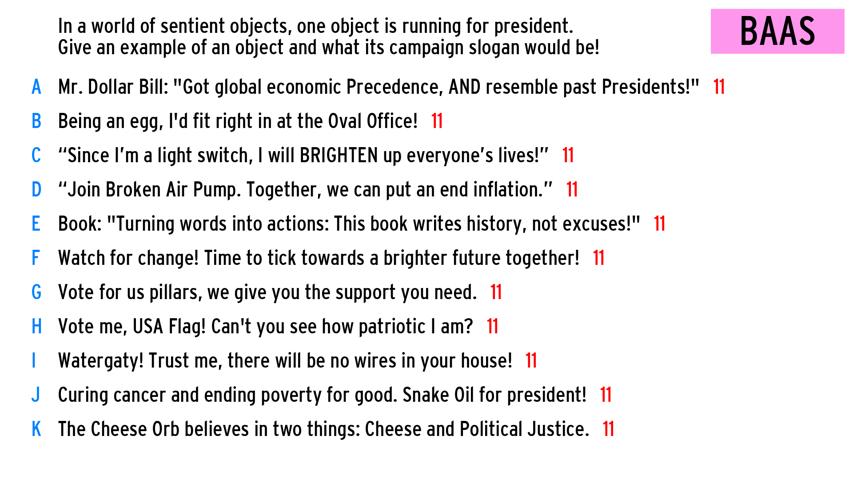 In a world of sentient objects, one object is running for president.
Give an example of an object and what its campaign slogan would be!
BAAS
A Mr. Dollar Bill: "Got global economic Precedence, AND resemble past Presidents!" 11
B Being an egg, I'd fit right in at the Oval Office! 11
C “Since I’m a light switch, I will BRIGHTEN up everyone’s lives!” 11
D “Join Broken Air Pump. Together, we can put an end inflation.” 11
E Book: "Turning words into actions: This book writes history, not excuses!" 11
F Watch for change! Time to tick towards a brighter future together! 11
G Vote for us pillars, we give you the support you need. 11
H Vote me, USA Flag! Can't you see how patriotic I am? 11
I Watergaty! Trust me, there will be no wires in your house! 11
J Curing cancer and ending poverty for good. Snake Oil for president! 11
K The Cheese Orb believes in two things: Cheese and Political Justice. 11